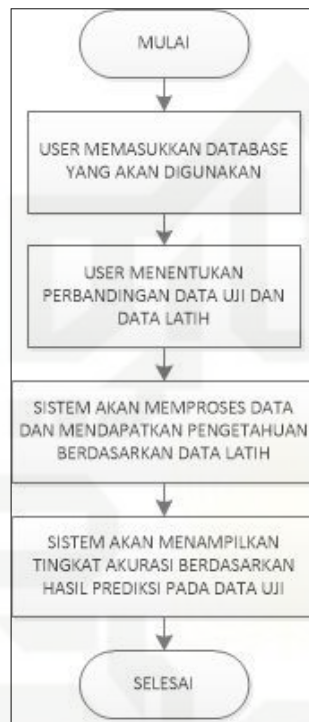 MULAI
USER MEMASUKKAN DATABASE
YANG AKAN DIGUNAKAN
USER MENENTUKAN
PERBANDINGAN DATA UJI DAN
DATA LATIH
SISTEM AKAN MEMPROSES DATA
DAN MENDAPATKAN PENGETAHUAN
BERDASARKAN DATA LATIH
SISTEM AKAN MENAMPILKAN
TINGKAT AKURASI BERDASARKAN
HASIL PREDIKSI PADA DATA UJI
SELESAI